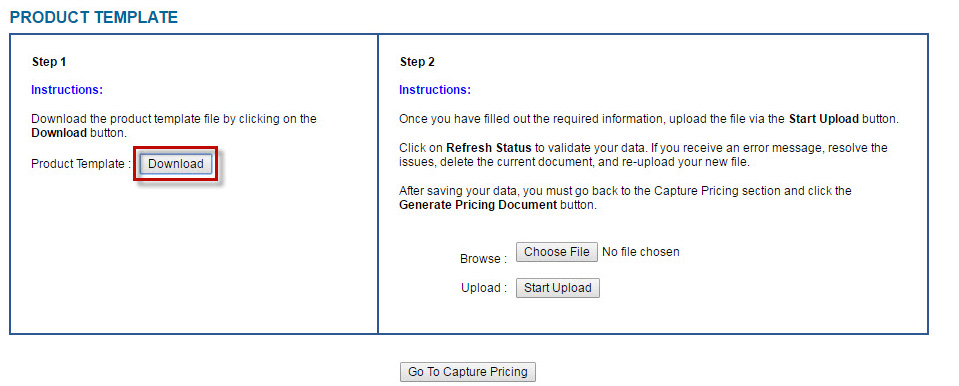 PRODUCT TEMPLATE
Step 1
Instructions:
Download the product template file by clicking on the
Download button.
Product Template : Download
Step 2
Instructions:
Once you have filled out the required information, upload the file via the Start Upload button.
Click on Refresh Status to validate your data. If you receive an error message, resolve the
issues, delete the current document, and re-upload your new file.
After saving your data, you must go back to the Capture Pricing section and click the
Generate Pricing Document button.
Browse : Choose File No file chosen
Upload : Start Upload
Go To Capture Pricing